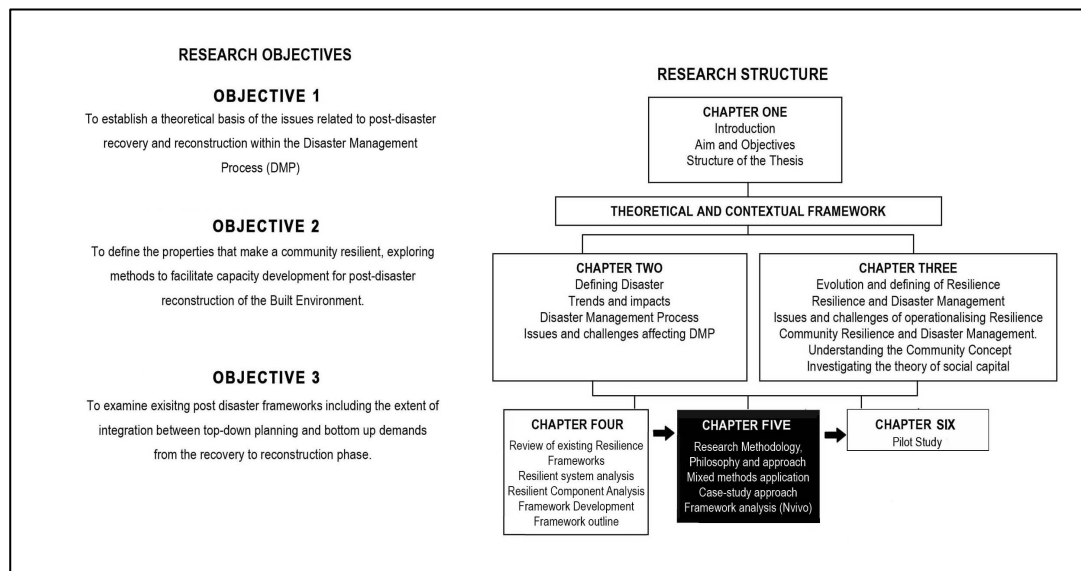 RESEARCH OBJECTIVES
OBJECTIVE 1
To establish a theoretical basis of the issues related to post-disaster
recovery and reconstruction within the Disaster Management
Process (DMP)
OBJECTIVE 2
To define the properties that make a community resilient, exploring
methods to facilitate capacity development for post-disaster
reconstruction of the Built Environment.
OBJECTIVE 3
To examine exisitng post disaster frameworks including the extent of
integration between top-down planning and bottom up demands
from the recovery to reconstruction phase.
RESEARCH STRUCTURE
CHAPTER ONE
Introduction
Aim and Objectives
Structure of the Thesis
THEORETICAL AND CONTEXTUAL FRAMEWORK
CHAPTER TWO
Defining Disaster
Trends and impacts
Disaster Management Process
Issues and challenges affecting DMP
CHAPTER THREE
Evolution and defining of Resilience
Resilience and Disaster Management
Issues and challenges of operationalising Resilience
Community Resilience and Disaster Management.
Understanding the Community Concept
Investigating the theory of social capital
CHAPTER FOUR
Review of existing Resilience
Frameworks
Resilient system analysis
Resilient Component Analysis
Framework Development
Framework outline
CHAPTER FIVE
Research Methodology,
Philosophy and approach
Mixed methods application
Case-study approach
Framework analysis (Nvivo)
CHAPTER SIX
Pilot Study